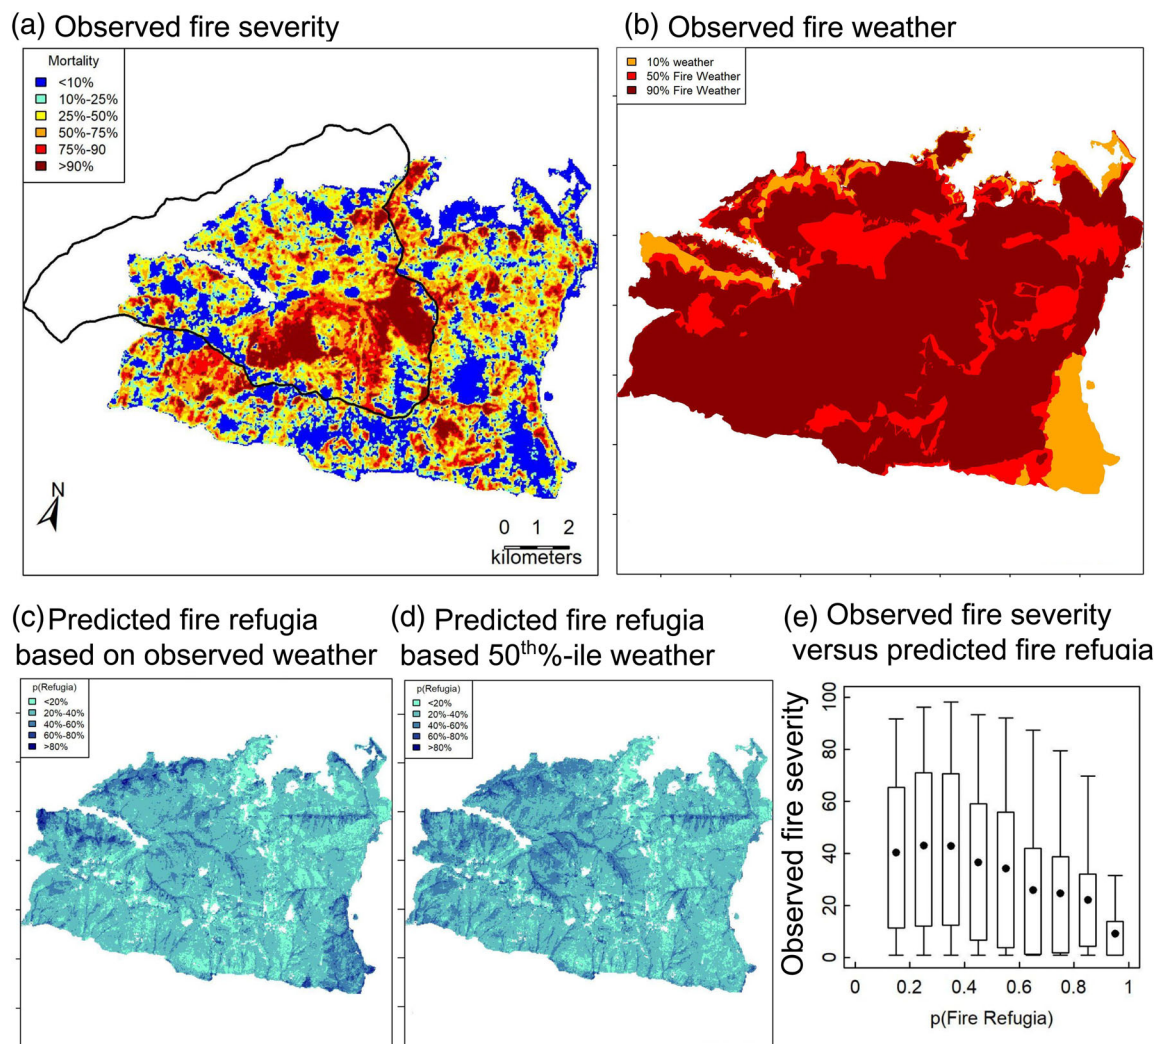 (a) Observed fire severity
Mortality
<10%
10%-25%
25%-50%
50%-75%
75%-90
>90%
N
0 1 2
kilometers
(b) Observed fire weather
10% weather
50% Fire Weather
90% Fire Weather
(c) Predicted fire refugia
based on observed weather
p(Refugia)
<20%
20%-40%
40%-60%
60%-80%
>80%
(d) Predicted fire refugia
based 50th%-ile weather
p(Refugia)
<20%
20%-40%
40%-60%
60%-80%
>80%
(e) Observed fire severity
versus predicted fire refugia
Observed fire severity
100
80
60
40
20
0
0 0.2 0.4 0.6 0.8 1
p(Fire Refugia)